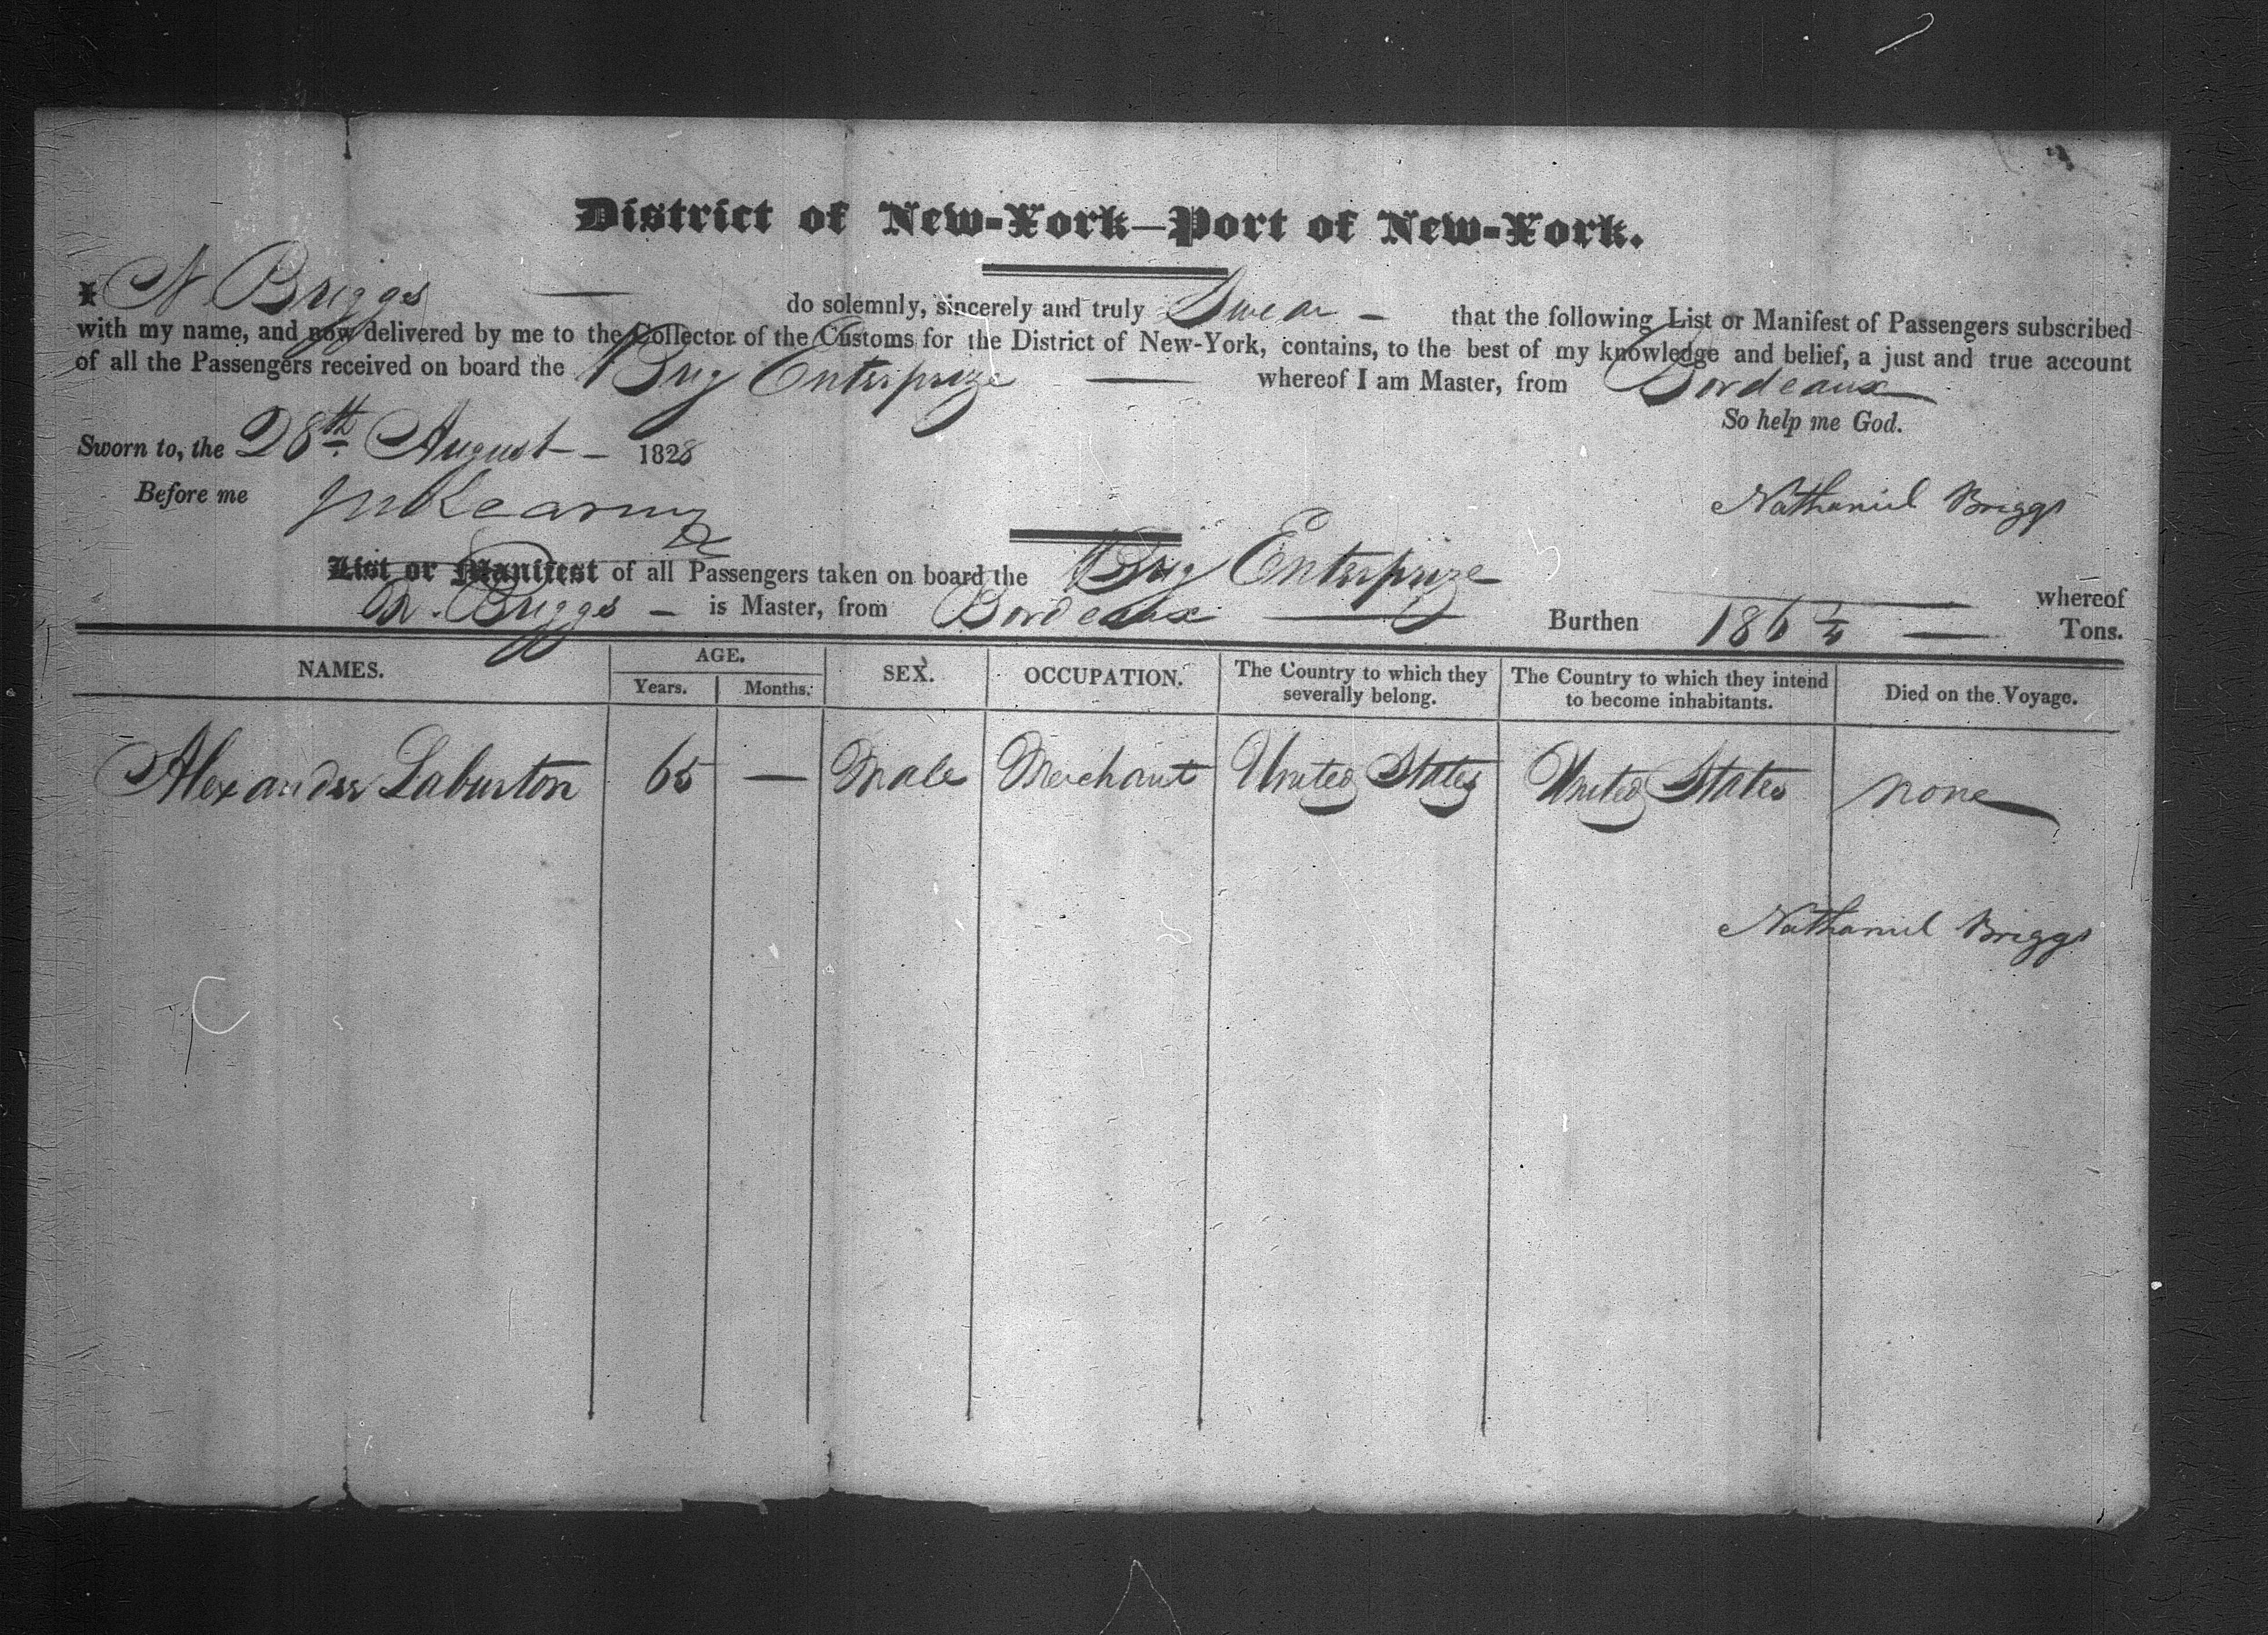 District of New-York—Port of New-York.
I N. Briggs — do solemnly, sincerely and truly Swear – that the following List or Manifest of Passengers subscribed
with my name, and now delivered by me to the Collector of the Customs for the District of New-York, contains, to the best of my knowledge and belief, a just and true account
of all the Passengers received on board the Brig Enterprize — whereof I am Master, from Bordeaux
So help me God.
Sworn to, the 28th August – 1828
Before me
Nathaniel Briggs
List or Manifest of all Passengers taken on board the Brig Enterprize — whereof
N. Briggs – is Master, from Bordeaux — Burthen 186 — Tons.
NAMES. AGE. SEX. OCCUPATION. The Country to which they severally belong. The Country to which they intend to become inhabitants. Died on the Voyage.
Years. Months.
Alexander Laburton 65 — Male Merchant United States United States none
Nathaniel Briggs